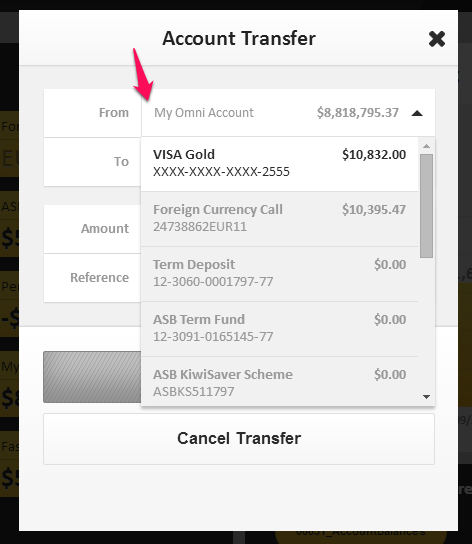 Account Transfer
From My Omni Account $8,818,795.37
To
VISA Gold $10,832.00
XXXX-XXXX-XXXX-2555
Foreign Currency Call $10,395.47
24738862EUR11
Amount
Term Deposit $0.00
12-3060-0001797-77
Reference
ASB Term Fund $0.00
12-3091-0165145-77
ASB KiwiSaver Scheme $0.00
ASBKS511797
Cancel Transfer